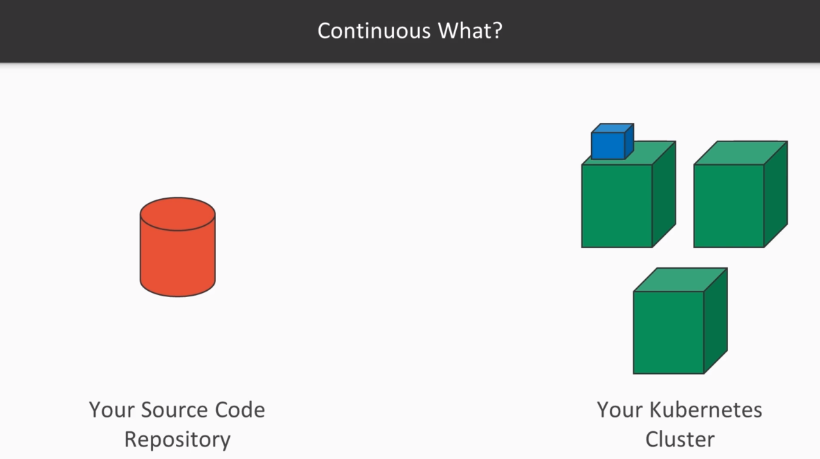 Continuous What?
Your Source Code
Repository
Your Kubernetes
Cluster